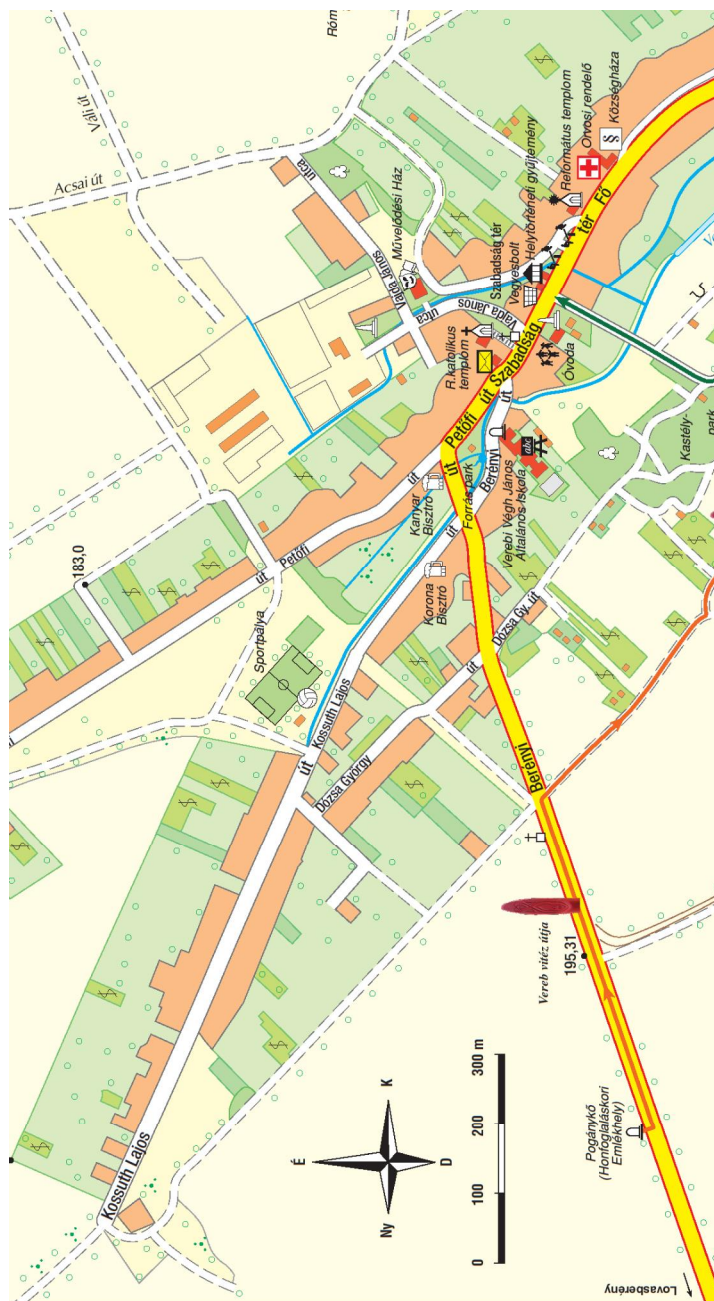 Róm
Váli út
Acsai út
utca
Vajda János
Művelődési Ház
utca
Vajda János
Szabadság tér
Vegyesbolt
Helytörténeti gyűjtemény
Református templom
Orvosi rendelő
Községháza
§
tér
Fő
R.katolikus
templom
Szabadság
Óvoda
út
Petőfi
út
út
Berényi
Forrás park
Kanyar
Bisztró
Korona
Bisztró
abc
Verebi Végh János
Általános Iskola
Kastély-
park
183,0
út
Petőfi
út
Sportpálya
út
Kossuth Lajos
út
Dózsa Gy. út
út
Dózsa György
Berényi
Vereb vitéz útja
195,31
Kossuth Lajos
É
K
D
Ny
0 100 200 300 m
Pogánykő
(Honfoglaláskori
Emlékhely)
Lovasberény